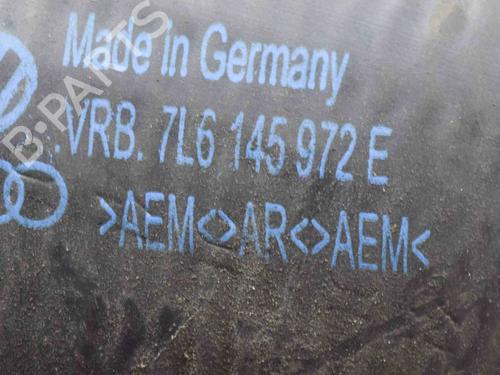 Made in Germany
.VRB. 7L6 145 972 E
>AEM<>AR<>AEM<
B-PARTS